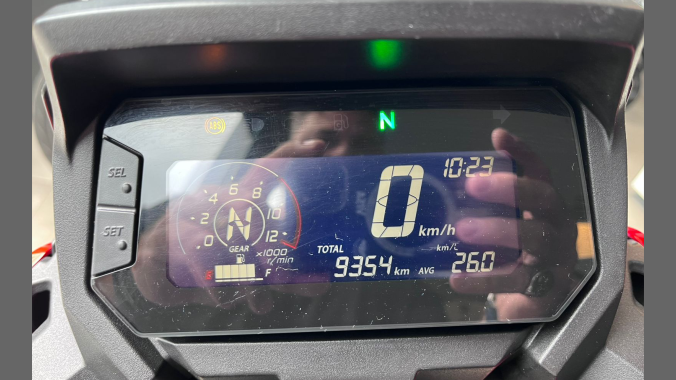 ABS N
SEL
SET
10:23
0 km/h
0 2 4 6 8 10 12
N
GEAR
x1000
r/min
E F
TOTAL
9354 km
km/L
AVG 26.0